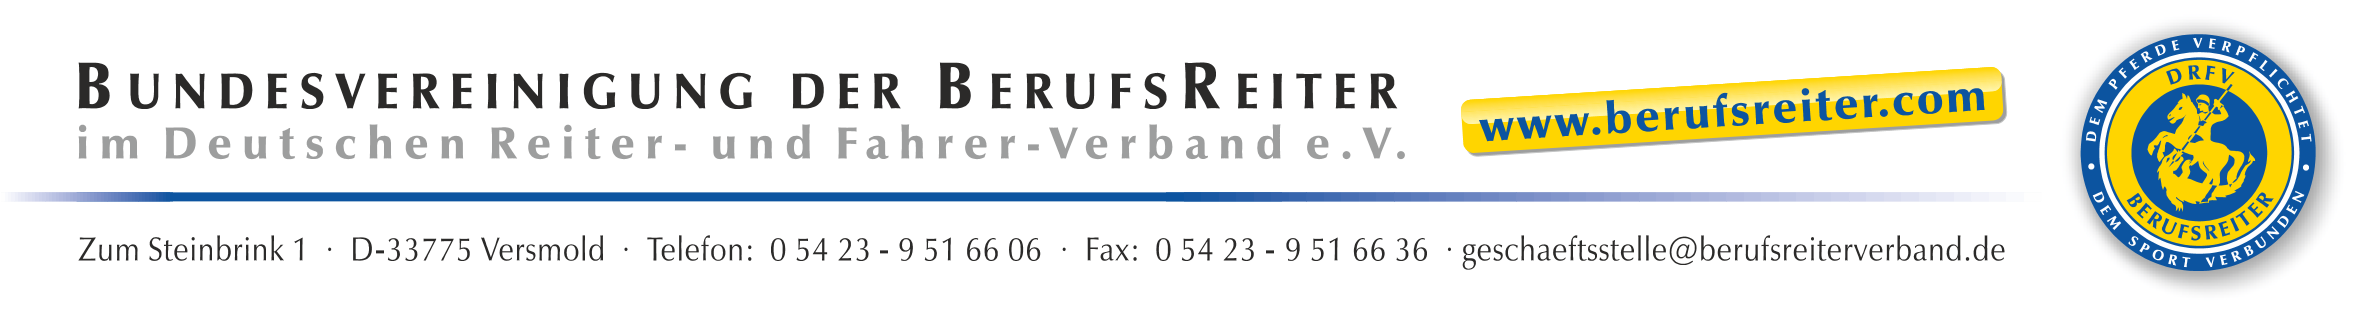 BUNDESVEREINIGUNG DER BERUFSREITER
im Deutschen Reiter- und Fahrer-Verband e.V.
www.berufsreiter.com
Zum Steinbrink 1 · D-33775 Versmold · Telefon: 0 54 23 - 9 51 66 06 · Fax: 0 54 23 - 9 51 66 36 · geschaeftsstelle@berufsreiterverband.de
• DEM PFERDE VERPFLICHTET •
DRFV
BERUFSREITER
DEM SPORT VERBUNDEN